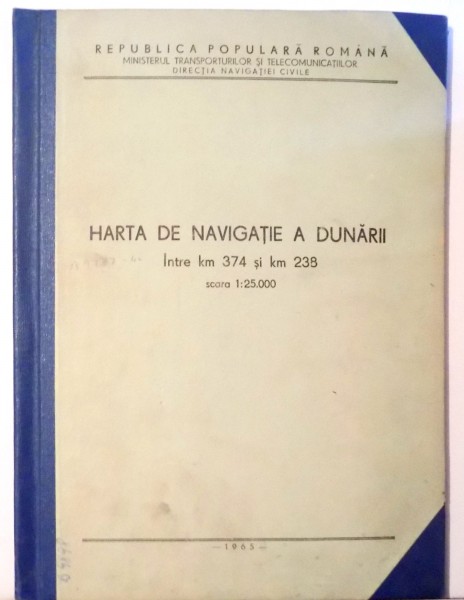 REPUBLICA POPULARĂ ROMÂNĂ
MINISTERUL TRANSPORTURILOR ȘI TELECOMUNICAȚIILOR
DIRECȚIA NAVIGAȚIEI CIVILE
HARTA DE NAVIGAȚIE A DUNĂRII
Între km 374 și km 238
scara 1:25.000
—1965—